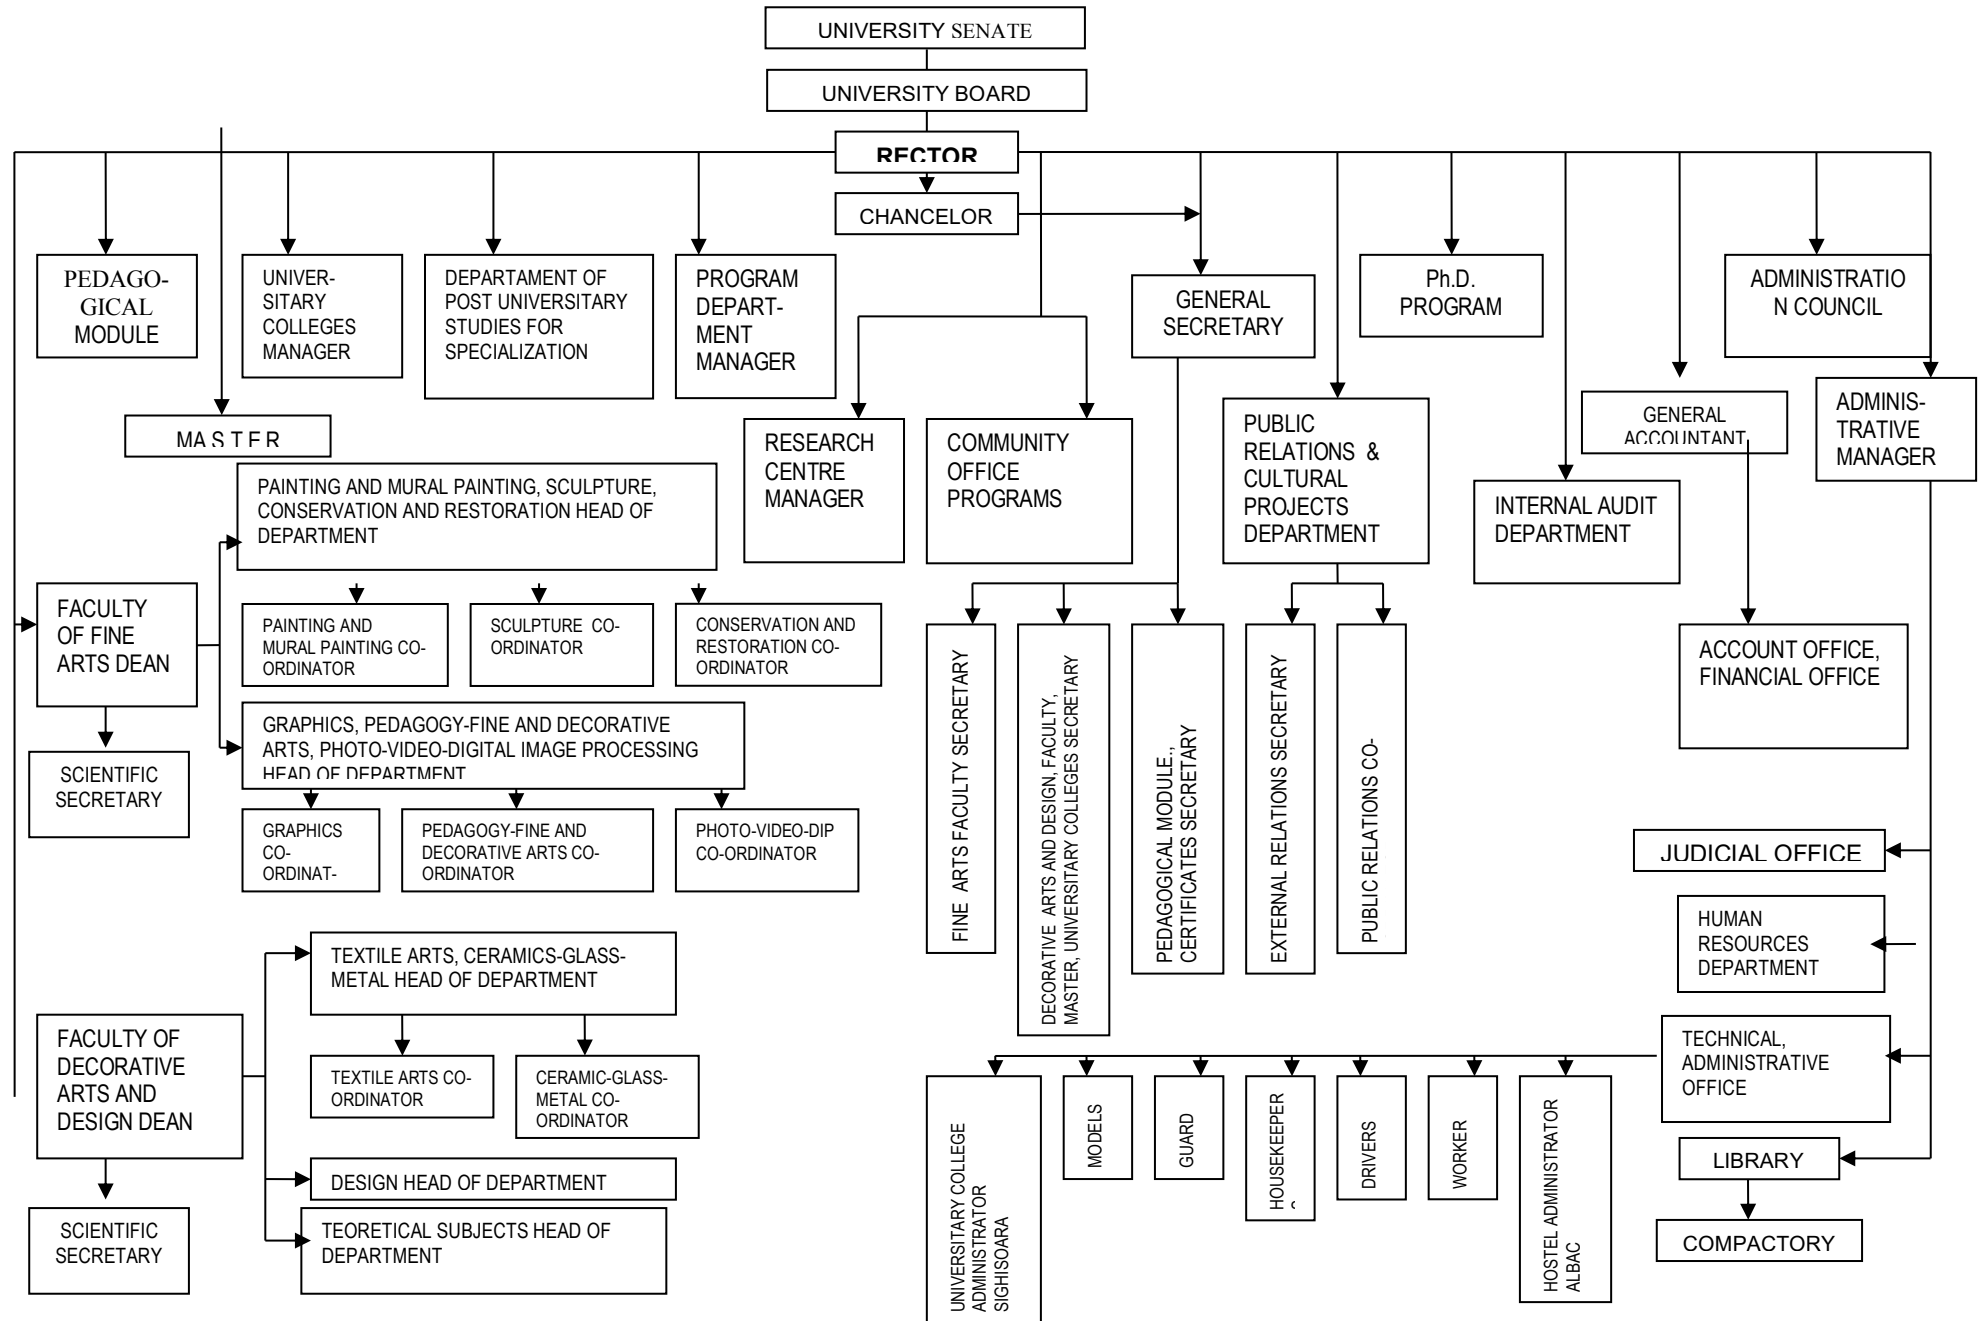 UNIVERSITY SENATE
UNIVERSITY BOARD
RECTOR
CHANCELOR
PEDAGO-
GICAL
MODULE
UNIVER-
SITARY
COLLEGES
MANAGER
DEPARTAMENT OF
POST UNIVERSITARY
STUDIES FOR
SPECIALIZATION
PROGRAM
DEPART-
MENT
MANAGER
GENERAL
SECRETARY
Ph.D.
PROGRAM
ADMINISTRATIO
N COUNCIL
MASTER
RESEARCH
CENTRE
MANAGER
COMMUNITY
OFFICE
PROGRAMS
PUBLIC
RELATIONS &
CULTURAL
PROJECTS
DEPARTMENT
GENERAL
ACCOUNTANT
ADMINIS-
TRATIVE
MANAGER
INTERNAL AUDIT
DEPARTMENT
PAINTING AND MURAL PAINTING, SCULPTURE,
CONSERVATION AND RESTORATION HEAD OF
DEPARTMENT
FACULTY
OF FINE
ARTS DEAN
PAINTING AND
MURAL PAINTING CO-
ORDINATOR
SCULPTURE CO-
ORDINATOR
CONSERVATION AND
RESTORATION CO-
ORDINATOR
GRAPHICS, PEDAGOGY-FINE AND DECORATIVE
ARTS, PHOTO-VIDEO-DIGITAL IMAGE PROCESSING
HEAD OF DEPARTMENT
SCIENTIFIC
SECRETARY
GRAPHICS
CO-
ORDINAT-
PEDAGOGY-FINE AND
DECORATIVE ARTS CO-
ORDINATOR
PHOTO-VIDEO-DIP
CO-ORDINATOR
FINE ARTS FACULTY SECRETARY
DECORATIVE ARTS AND DESIGN, FACULTY,
MASTER, UNIVERSITARY COLLEGES SECRETARY
PEDAGOGICAL MODULE.,
CERTIFICATES SECRETARY
EXTERNAL RELATIONS SECRETARY
PUBLIC RELATIONS CO-
ACCOUNT OFFICE,
FINANCIAL OFFICE
JUDICIAL OFFICE
HUMAN
RESOURCES
DEPARTMENT
TEXTILE ARTS, CERAMICS-GLASS-
METAL HEAD OF DEPARTMENT
FACULTY OF
DECORATIVE
ARTS AND
DESIGN DEAN
TEXTILE ARTS CO-
ORDINATOR
CERAMIC-GLASS-
METAL CO-
ORDINATOR
DESIGN HEAD OF DEPARTMENT
SCIENTIFIC
SECRETARY
TEORETICAL SUBJECTS HEAD OF
DEPARTMENT
TECHNICAL,
ADMINISTRATIVE
OFFICE
UNIVERSITARY COLLEGE
ADMINISTRATOR
SIGHISOARA
MODELS
GUARD
HOUSEKEEPER
DRIVERS
WORKER
HOSTEL ADMINISTRATOR
ALBAC
LIBRARY
COMPACTORY